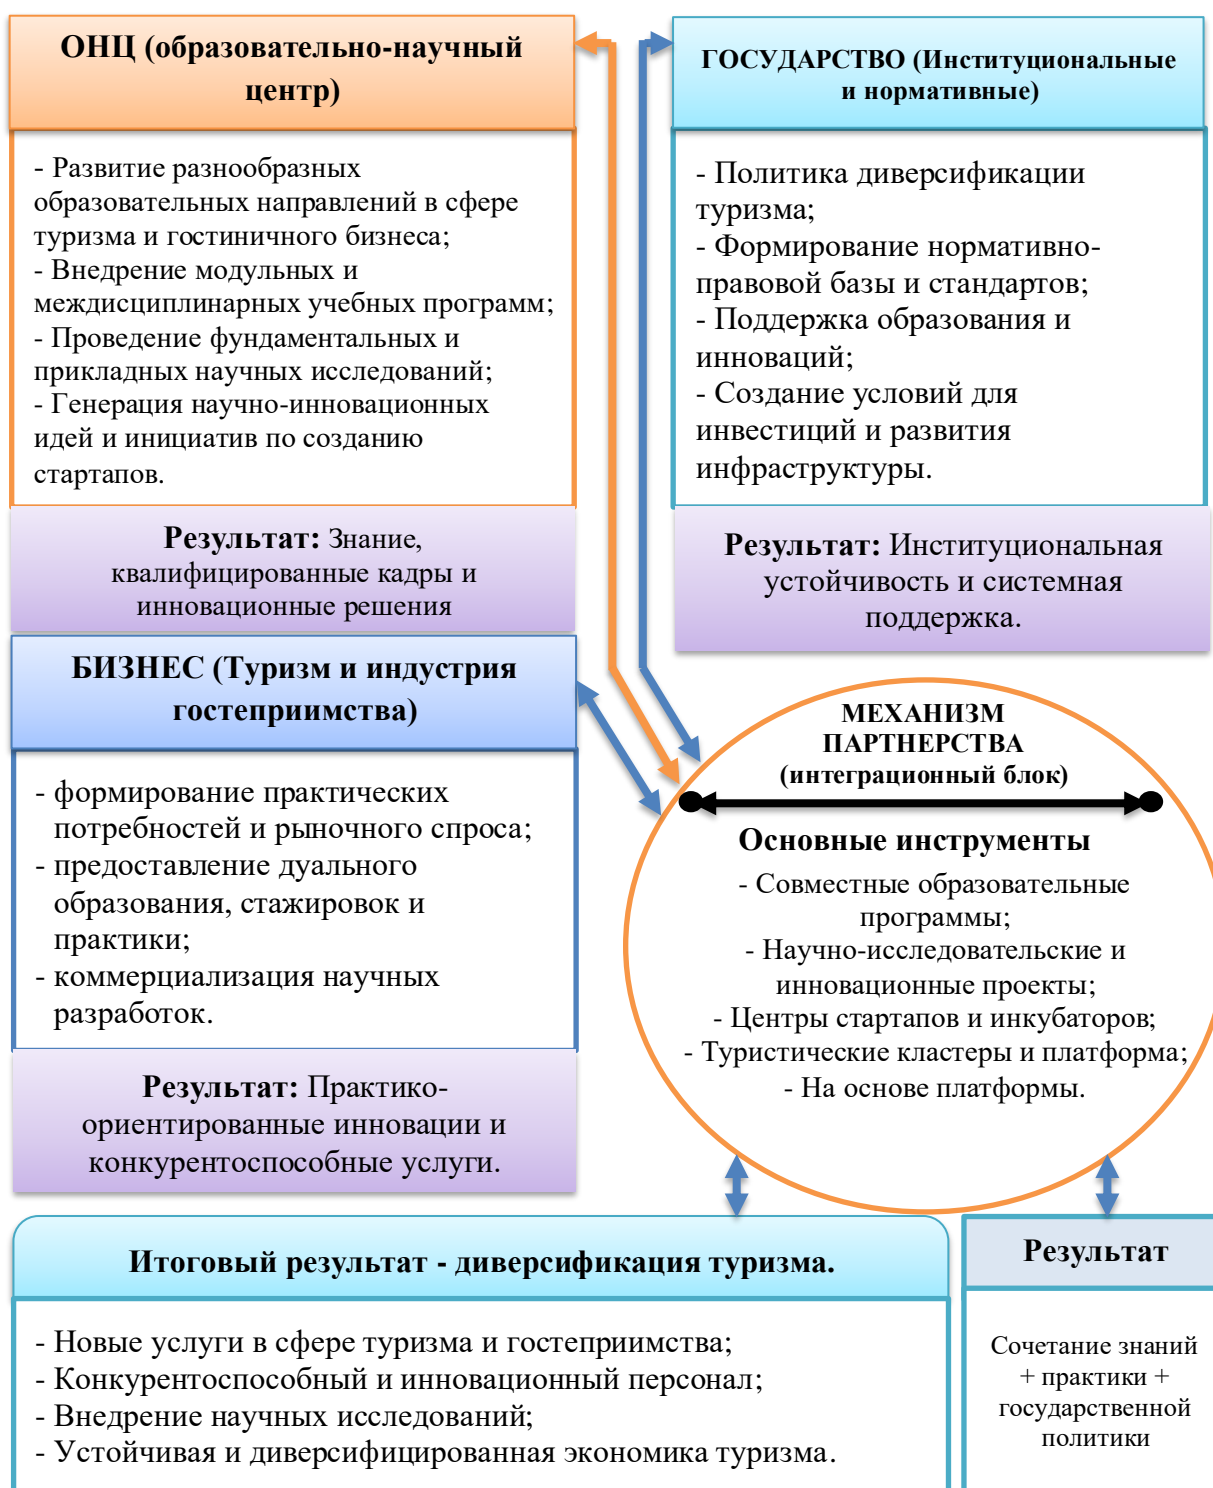 ОНЦ (образовательно-научный
центр)
- Развитие разнообразных
образовательных направлений в сфере
туризма и гостиничного бизнеса;
- Внедрение модульных и
междисциплинарных учебных программ;
- Проведение фундаментальных и
прикладных научных исследований;
- Генерация научно-инновационных
идей и инициатив по созданию
стартапов.
Результат: Знание,
квалифицированные кадры и
инновационные решения
ГОСУДАРСТВО (Институциональные
и нормативные)
- Политика диверсификации
туризма;
- Формирование нормативно-
правовой базы и стандартов;
- Поддержка образования и
инноваций;
- Создание условий для
инвестиций и развития
инфраструктуры.
Результат: Институциональная
устойчивость и системная
поддержка.
БИЗНЕС (Туризм и индустрия
гостеприимства)
- формирование практических
потребностей и рыночного спроса;
- предоставление дуального
образования, стажировок и
практики;
- коммерциализация научных
разработок.
Результат: Практико-
ориентированные инновации и
конкурентоспособные услуги.
МЕХАНИЗМ
ПАРТНЕРСТВА
(интеграционный блок)
Основные инструменты
- Совместные образовательные
программы;
- Научно-исследовательские и
инновационные проекты;
- Центры стартапов и инкубаторов;
- Туристические кластеры и платформа;
- На основе платформы.
Итоговый результат - диверсификация туризма.
- Новые услуги в сфере туризма и гостеприимства;
- Конкурентоспособный и инновационный персонал;
- Внедрение научных исследований;
- Устойчивая и диверсифицированная экономика туризма.
Результат
Сочетание знаний
+ практики +
государственной
политики